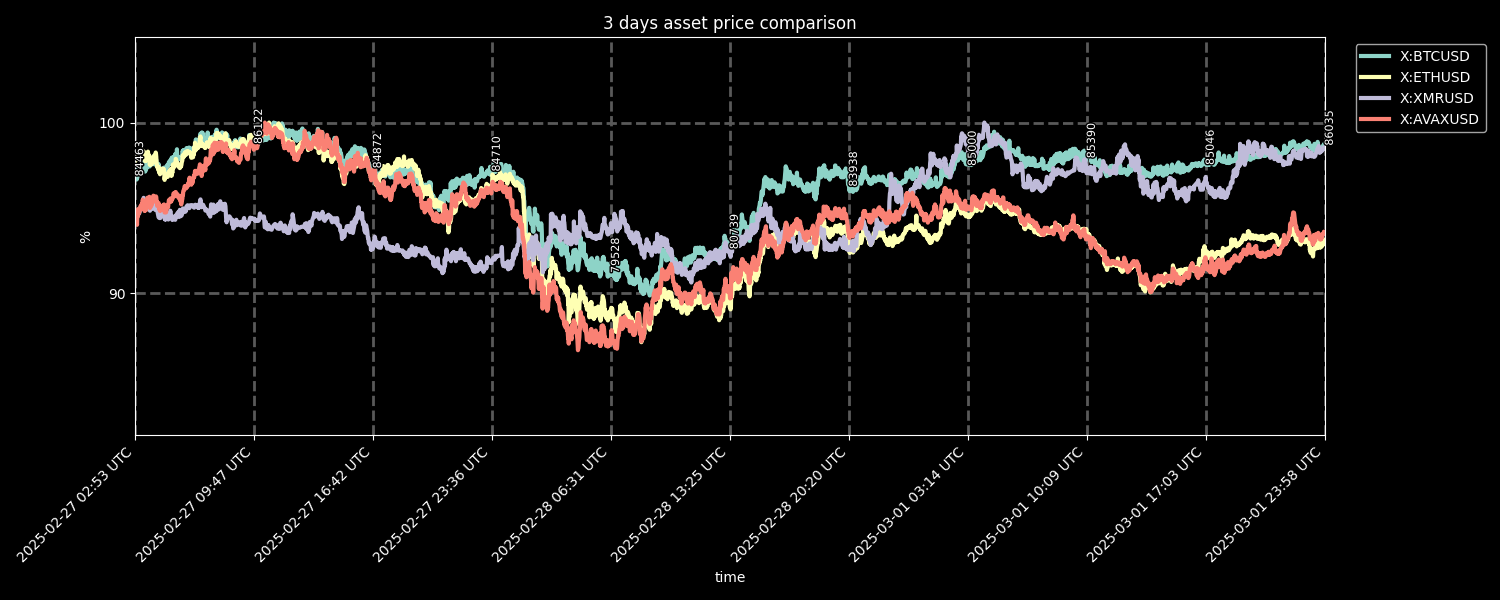 3 days asset price comparison
X:BTCUSD
X:ETHUSD
X:XMRUSD
X:AVAXUSD
100
90
%
84463
86122
84872
84710
79528
80739
83938
85000
85390
85046
86035
2025-02-27 02:53 UTC
2025-02-27 09:47 UTC
2025-02-27 16:42 UTC
2025-02-27 23:36 UTC
2025-02-28 06:31 UTC
2025-02-28 13:25 UTC
2025-02-28 20:20 UTC
2025-03-01 03:14 UTC
2025-03-01 10:09 UTC
2025-03-01 17:03 UTC
2025-03-01 23:58 UTC
time